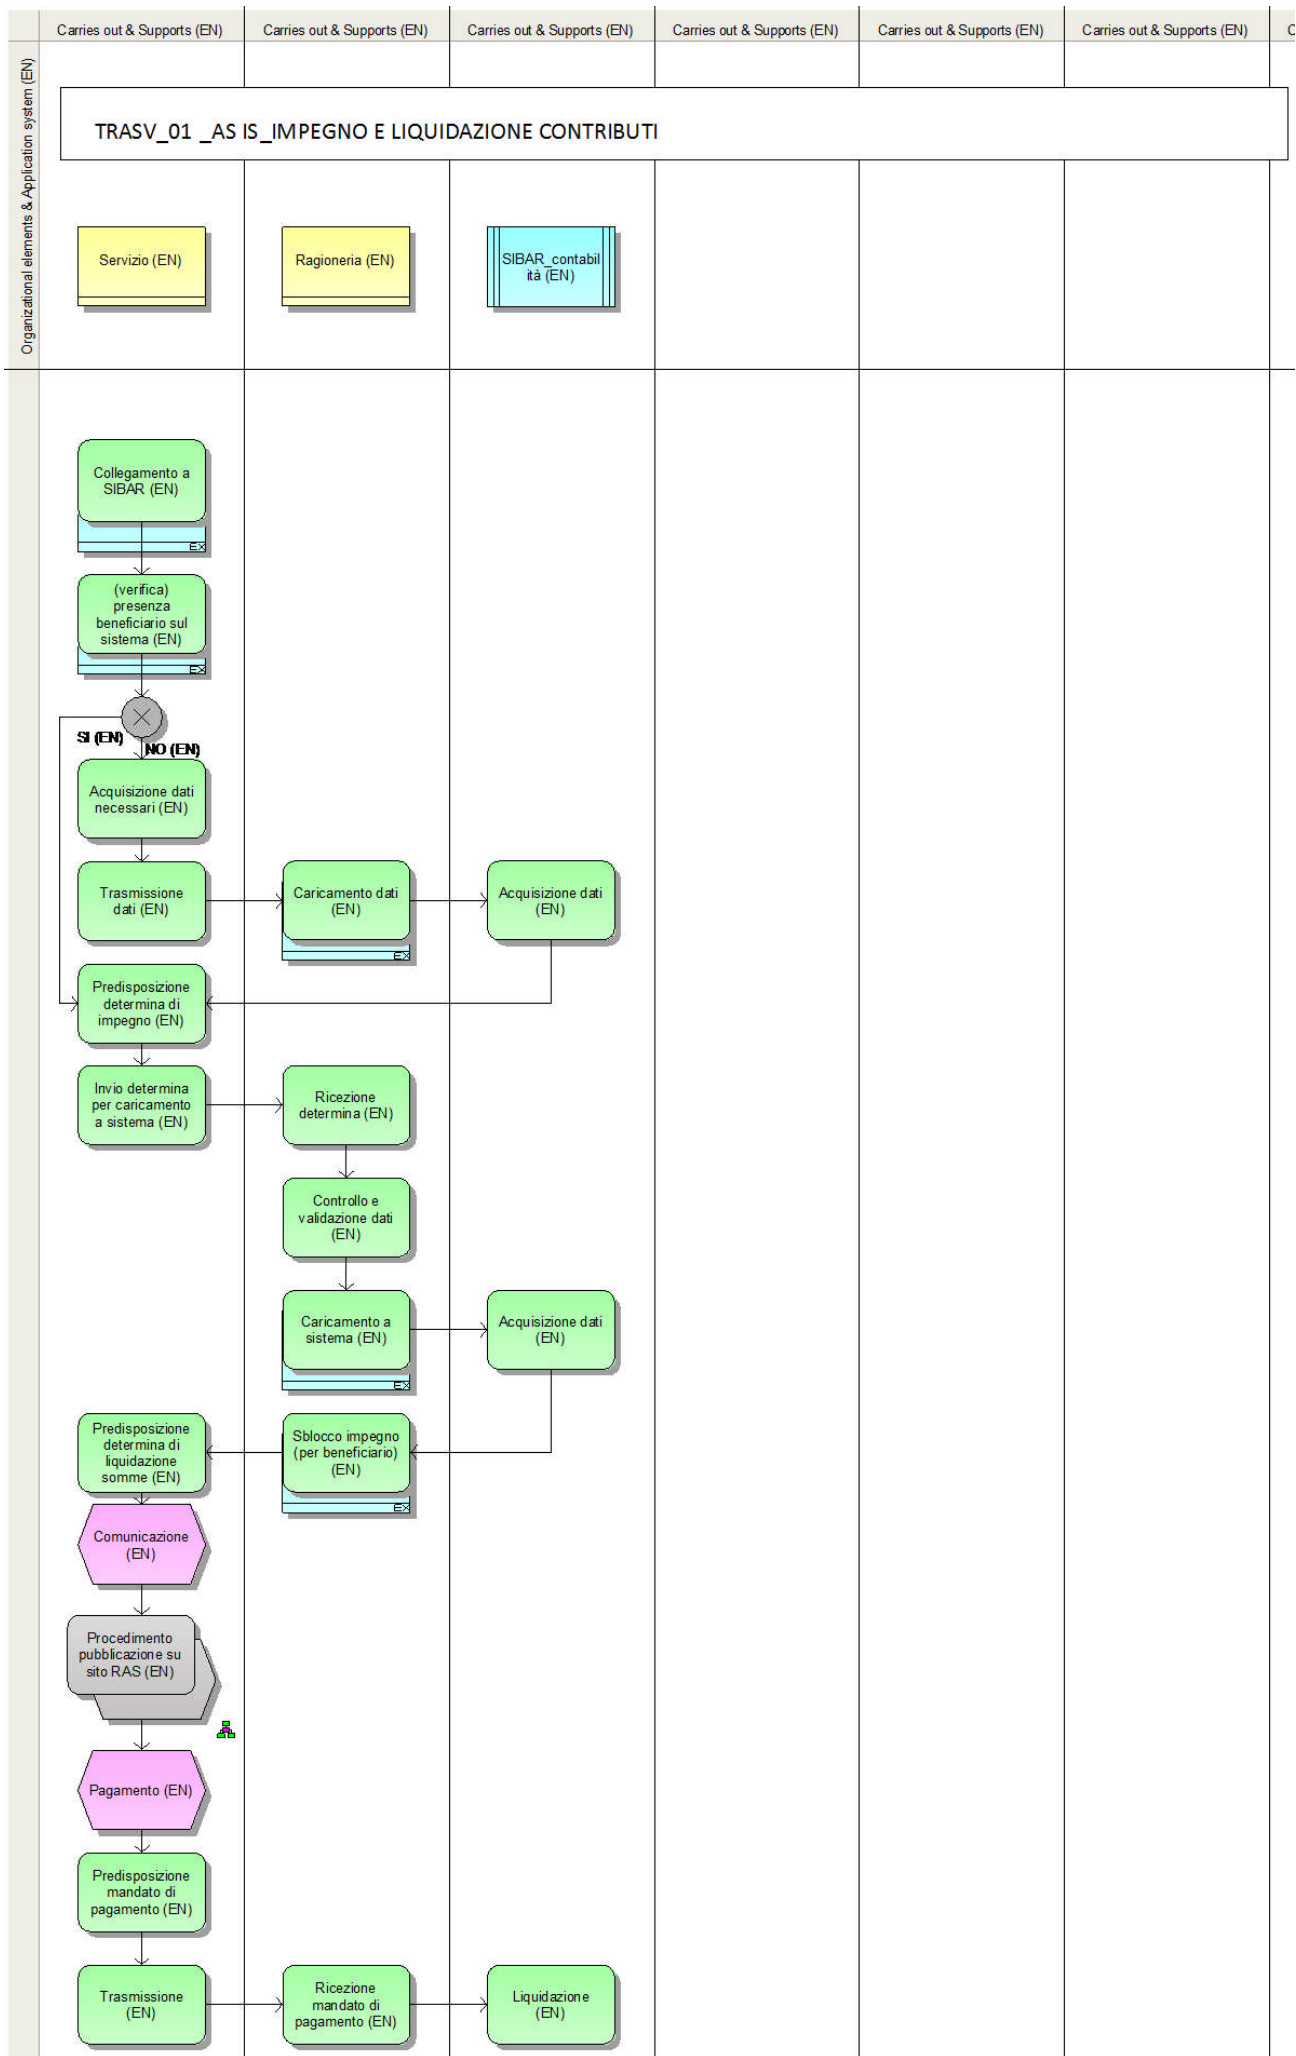 Carries out & Supports (EN)
Carries out & Supports (EN)
Carries out & Supports (EN)
Carries out & Supports (EN)
Carries out & Supports (EN)
Carries out & Supports (EN)
C
Organizational elements & Application system (EN)
TRASV_01 _AS IS_IMPEGNO E LIQUIDAZIONE CONTRIBUTI
Servizio (EN)
Ragioneria (EN)
SIBAR_contabil
ità (EN)
Collegamento a
SIBAR (EN)
EX
(verifica)
presenza
beneficiario sul
sistema (EN)
EX
SI (EN)
NO (EN)
Acquisizione dati
necessari (EN)
Trasmissione
dati (EN)
Caricamento dati
(EN)
EX
Acquisizione dati
(EN)
Predisposizione
determina di
impegno (EN)
Invio determina
per caricamento
a sistema (EN)
Ricezione
determina (EN)
Controllo e
validazione dati
(EN)
Caricamento a
sistema (EN)
EX
Acquisizione dati
(EN)
Predisposizione
determina di
liquidazione
somme (EN)
Sblocco impegno
(per beneficiario)
(EN)
EX
Comunicazione
(EN)
Procedimento
pubblicazione su
sito RAS (EN)
Pagamento (EN)
Predisposizione
mandato di
pagamento (EN)
Trasmissione
(EN)
Ricezione
mandato di
pagamento (EN)
Liquidazione
(EN)